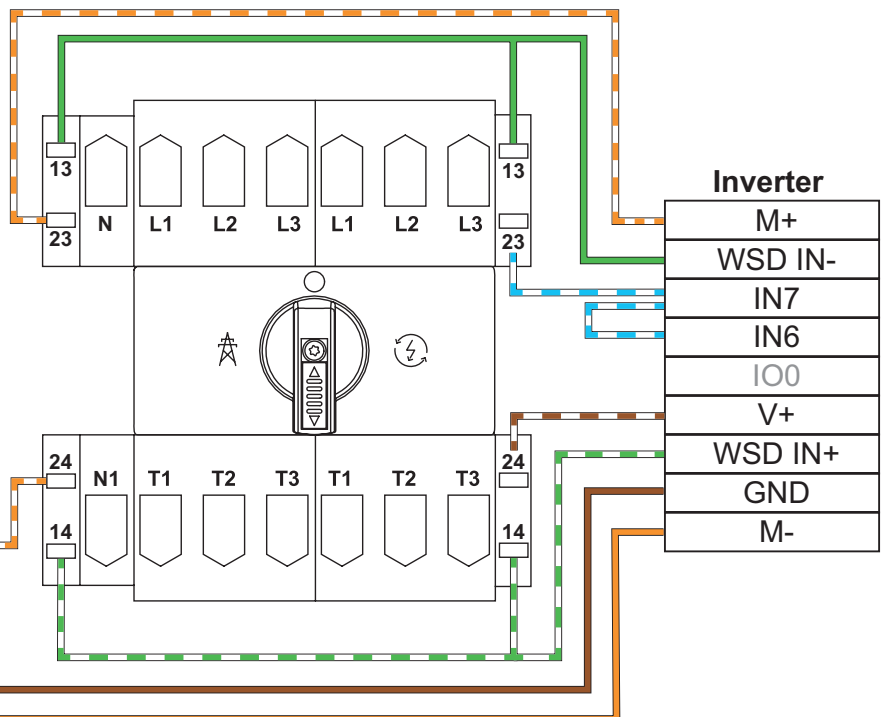 13
13
23
N
L1
L2
L3
L1
L2
L3
23
Inverter
M+
WSD IN-
IN7
IN6
IO0
V+
WSD IN+
GND
M-
24
N1
T1
T2
T3
T1
T2
T3
24
14
14